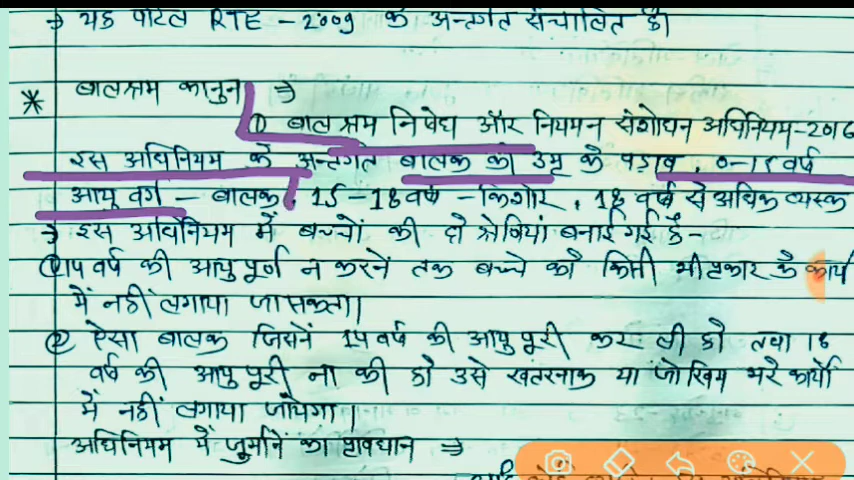 → यह पोर्टल RTE - 2009 के अन्तर्गत संचालित है।
* बालश्रम कानुन ⇒
① बाल श्रम निषेध और नियमन संशोधन अधिनियम-2016
इस अधिनियम के अन्तर्गत बालक की उम्र के पड़ाव, 0-15 वर्ष
आयु वर्ग - बालक, 15-18 वर्ष - किशोर, 18 वर्ष से अधिक व्यस्क
→ इस अधिनियम में बच्चों की दो श्रेणियां बनाई गई है -
① 14 वर्ष की आयु पूर्ण न करने तक बच्चे को किसी भी प्रकार के कार्य
में नहीं लगाया जा सकता।
② ऐसा बालक जिसनें 14 वर्ष की आयु पूरी कर ली हो तथा 18
वर्ष की आयु पूरी ना की हो उसे खतरनाक या जोखिम भरे कार्यो
में नहीं लगाया जायेगा।
अधिनियम में जुर्मानें का प्रावधान ⇒